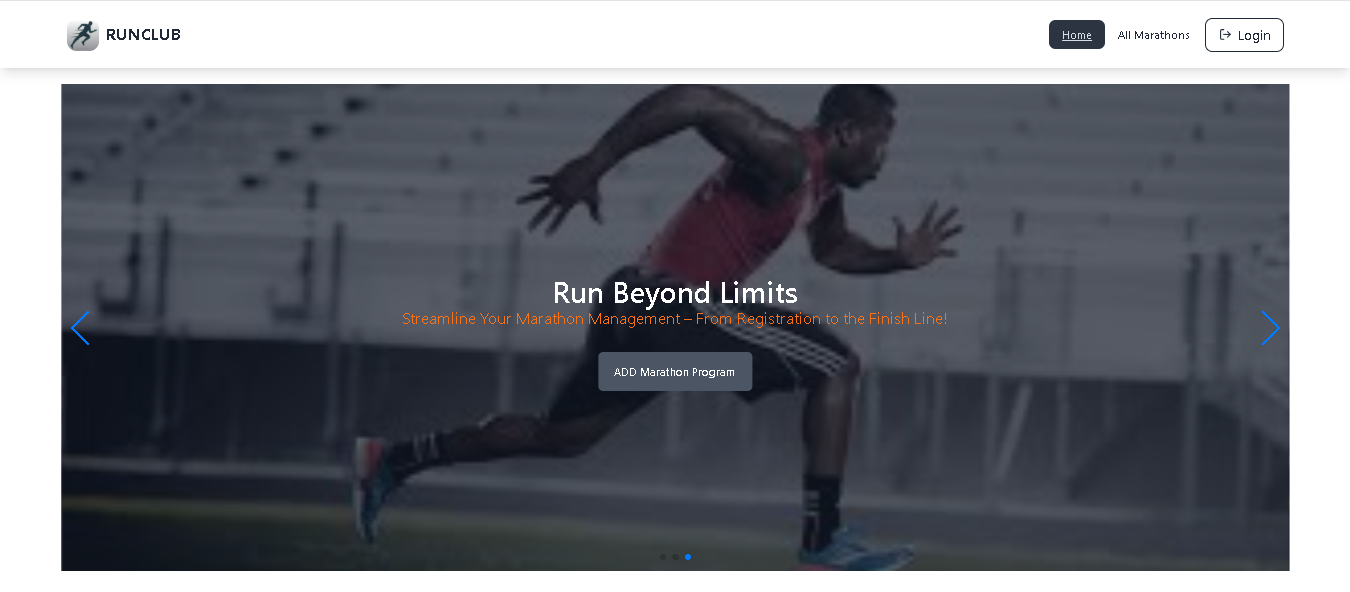 RUNCLUB
Home
All Marathons
Login
Run Beyond Limits
Streamline Your Marathon Management – From Registration to the Finish Line!
ADD Marathon Program